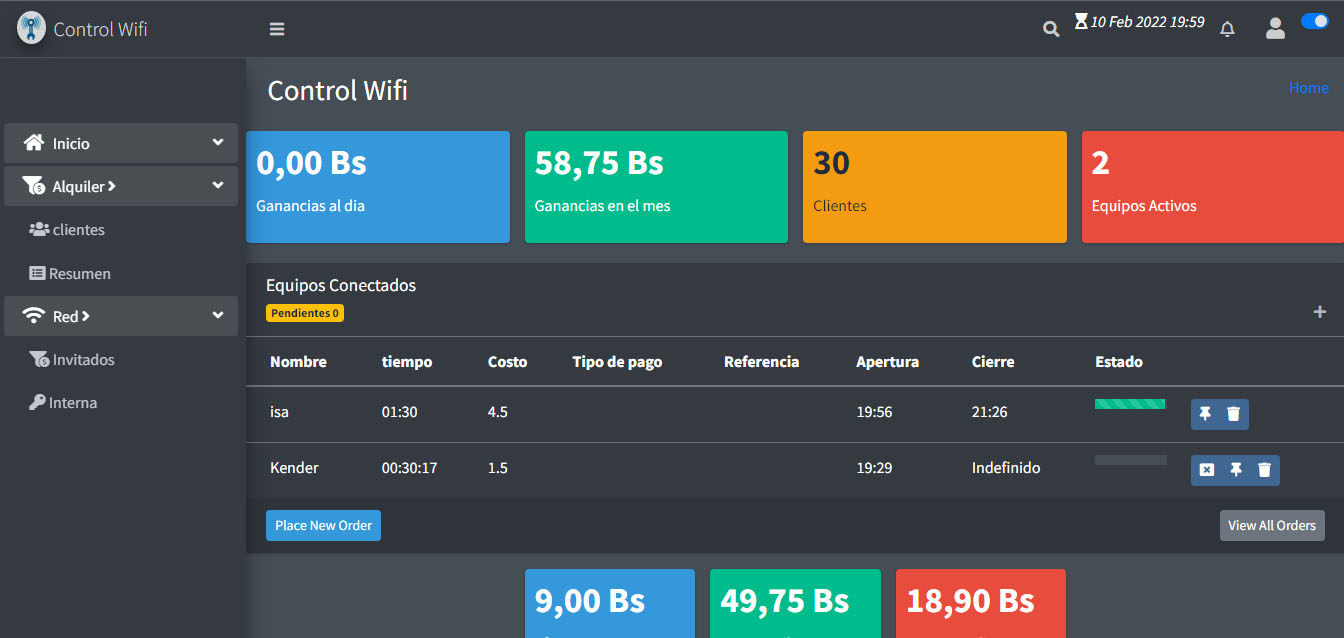 Control Wifi
10 Feb 2022 19:59
Inicio
Alquiler
clientes
Resumen
Red
Invitados
Interna
Control Wifi
Home
0,00 Bs
Ganancias al dia
58,75 Bs
Ganancias en el mes
30
Clientes
2
Equipos Activos
Equipos Conectados
Pendientes 0
Nombre tiempo Costo Tipo de pago Referencia Apertura Cierre Estado
isa 01:30 4.5 19:56 21:26
Kender 00:30:17 1.5 19:29 Indefinido
Place New Order
View All Orders
9,00 Bs
49,75 Bs
18,90 Bs